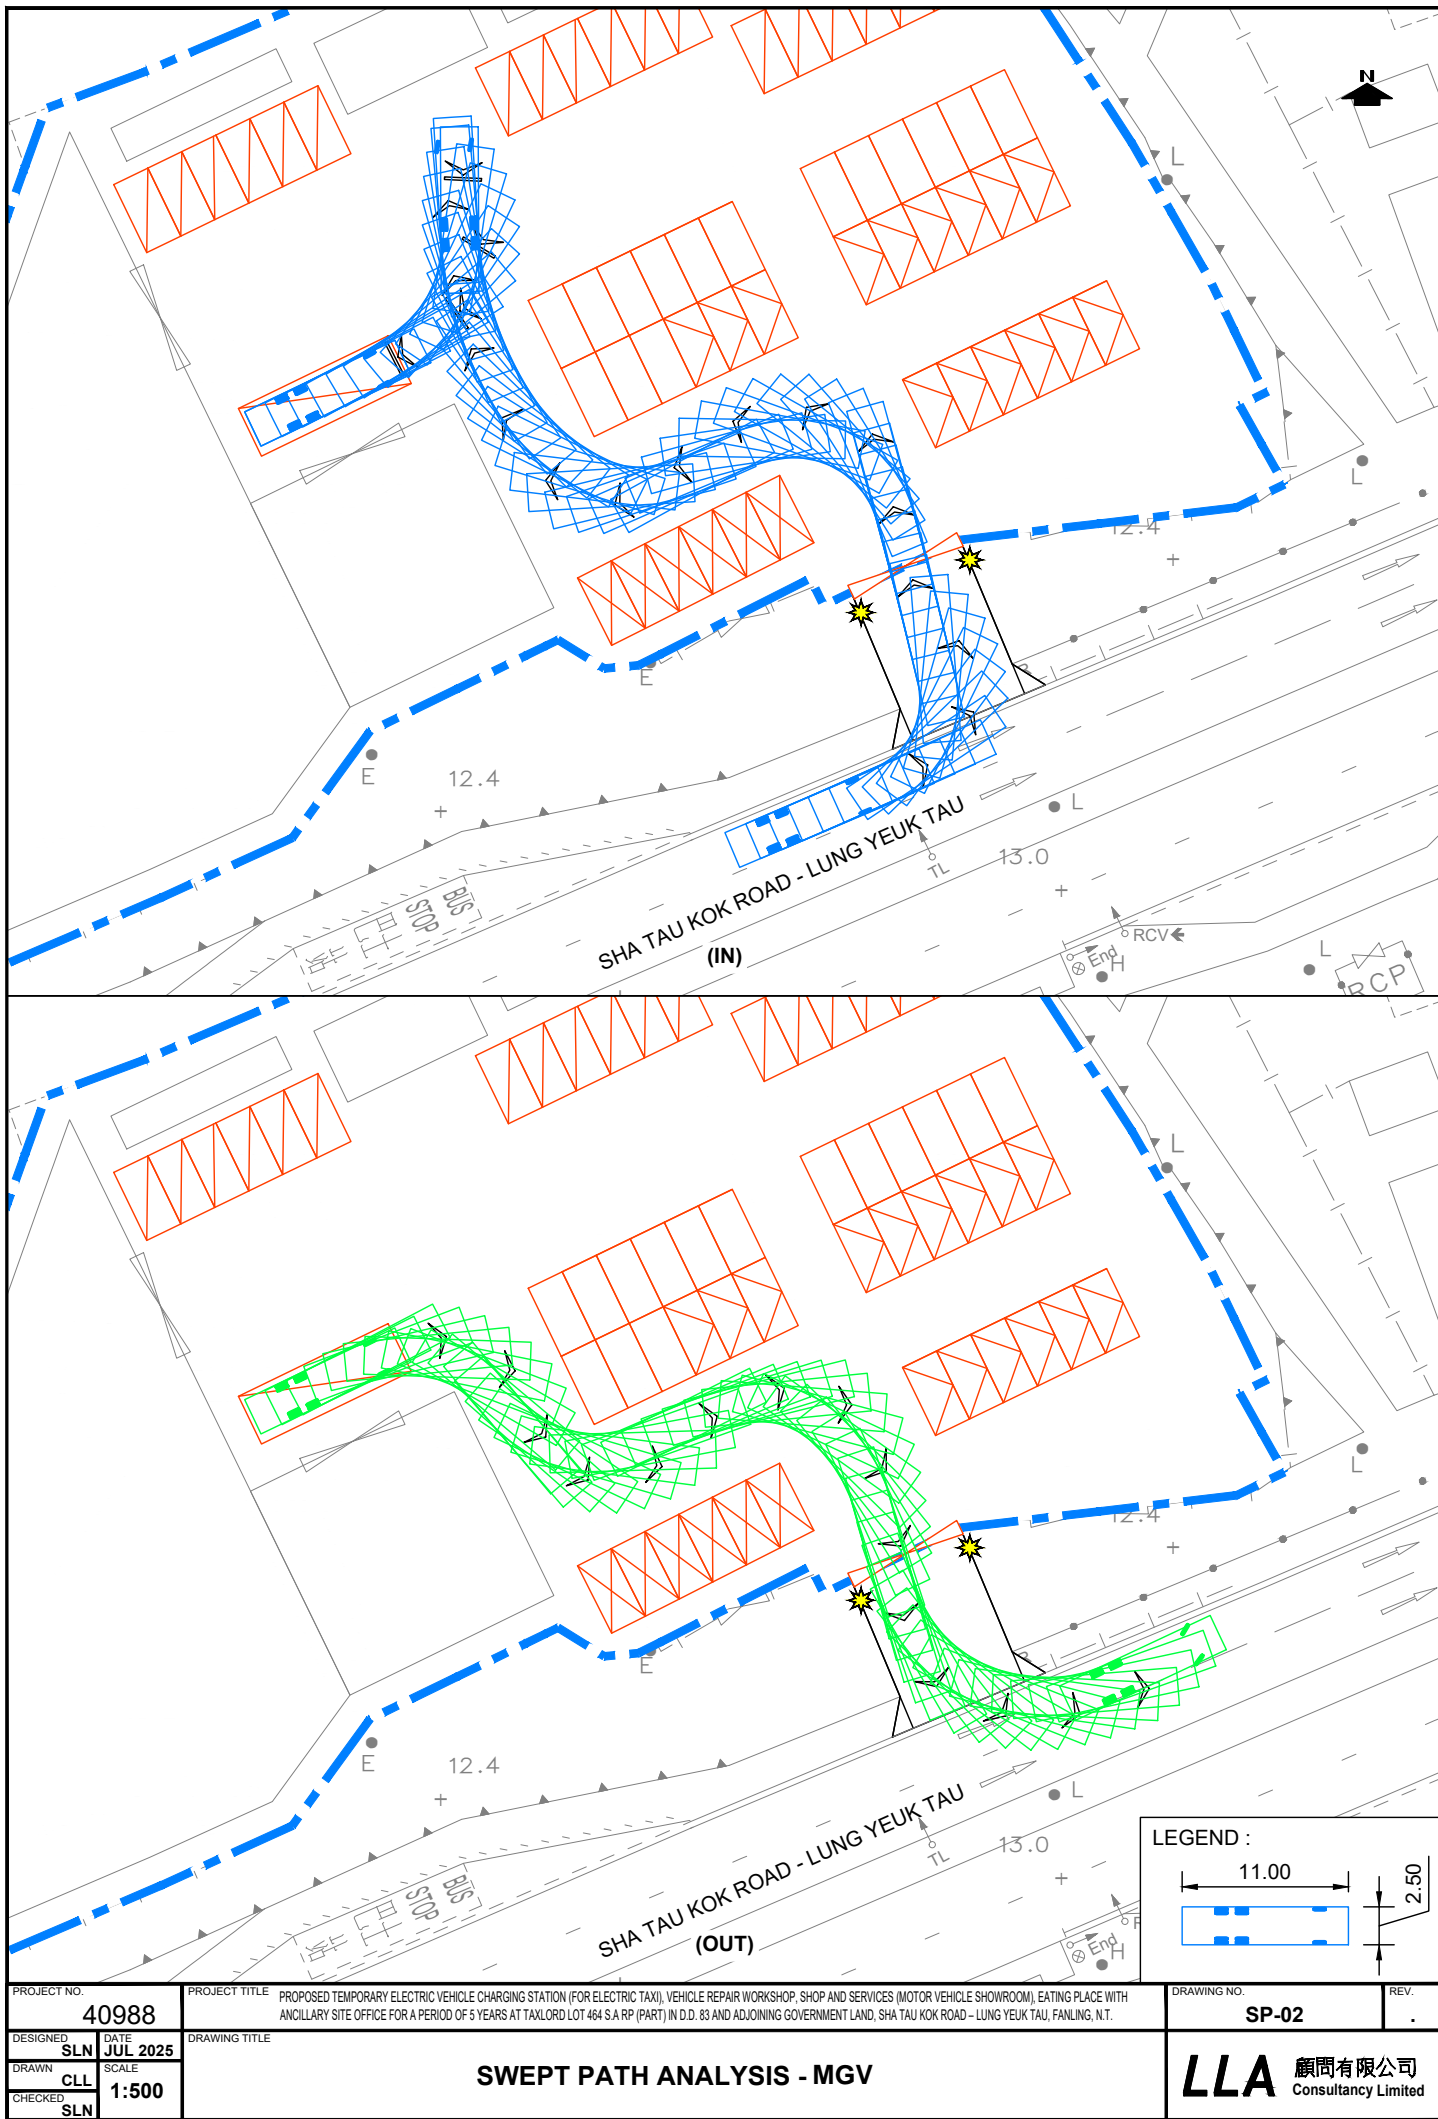 N
L
L
12.4
E
E
12.4
L
13.0
TL
SHA TAU KOK ROAD - LUNG YEUK TAU
(IN)
BUS
STOP
RCV
End
H
L
RCP
L
L
12.4
E
E
12.4
L
13.0
TL
SHA TAU KOK ROAD - LUNG YEUK TAU
(OUT)
BUS
STOP
End
H
LEGEND :
11.00
2.50
PROJECT NO.
40988
PROJECT TITLE
PROPOSED TEMPORARY ELECTRIC VEHICLE CHARGING STATION (FOR ELECTRIC TAXI), VEHICLE REPAIR WORKSHOP, SHOP AND SERVICES (MOTOR VEHICLE SHOWROOM), EATING PLACE WITH
ANCILLARY SITE OFFICE FOR A PERIOD OF 5 YEARS AT TAXLORD LOT 464 S.A RP (PART) IN D.D. 83 AND ADJOINING GOVERNMENT LAND, SHA TAU KOK ROAD – LUNG YEUK TAU, FANLING, N.T.
DRAWING NO.
SP-02
REV.
.
DESIGNED
SLN
DATE
JUL 2025
DRAWN
CLL
SCALE
1:500
CHECKED
SLN
DRAWING TITLE
SWEPT PATH ANALYSIS - MGV
LLA 顧問有限公司
Consultancy Limited